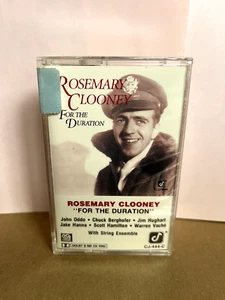 ROSEMARY
CLOONEY
FOR THE
DURATION
ROSEMARY CLOONEY
"FOR THE DURATION"
John Oddo • Chuck Berghofer • Jim Hughart
Jake Hanna • Scott Hamilton • Warren Vaché
With String Ensemble
CJ-444-C